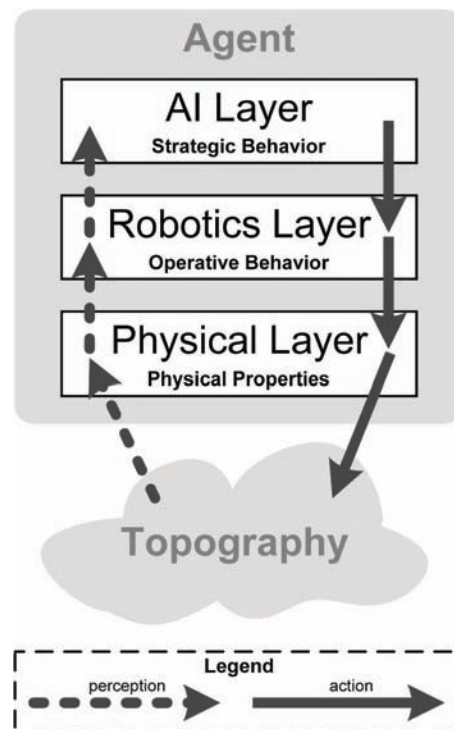 Agent
AI Layer
Strategic Behavior
Robotics Layer
Operative Behavior
Physical Layer
Physical Properties
Topography
Legend
perception
action